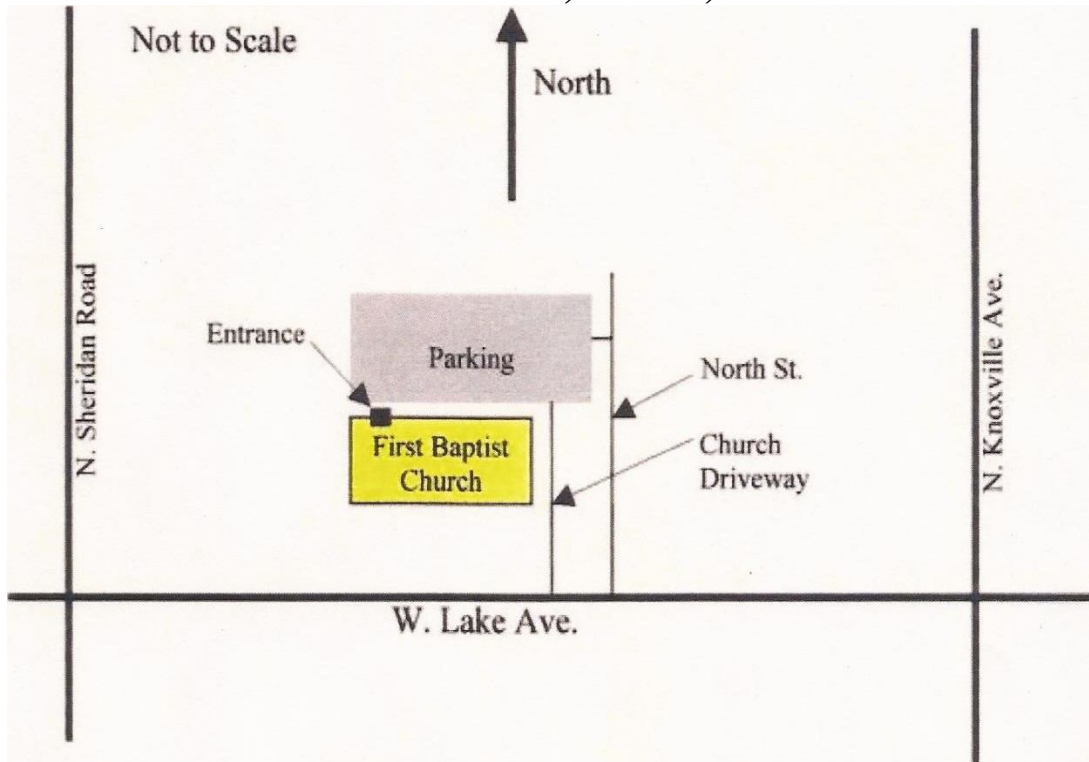 Not to Scale
North
N. Sheridan Road
Entrance
Parking
North St.
N. Knoxville Ave.
First Baptist
Church
Church
Driveway
W. Lake Ave.